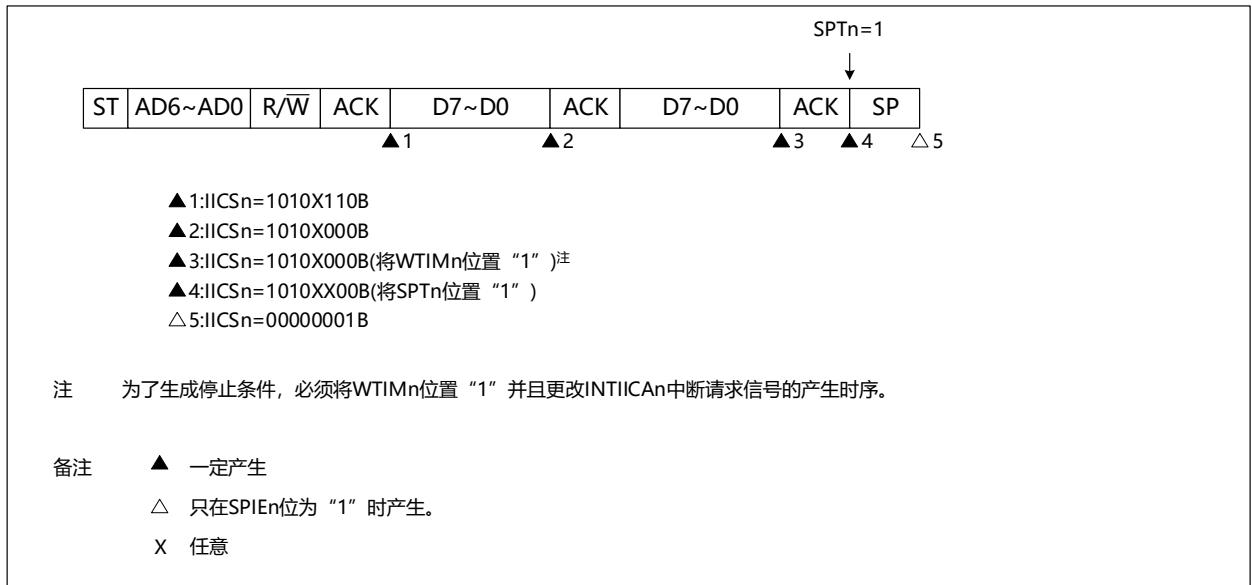 SPTn=1
ST AD6~AD0 R/W̅ ACK D7~D0 ACK D7~D0 ACK SP
▲1 ▲2 ▲3 ▲4 △5
▲1:IICSn=1010X110B
▲2:IICSn=1010X000B
▲3:IICSn=1010X000B(将WTIMn位置“1”)注
▲4:IICSn=1010XX00B(将SPTn位置“1”)
△5:IICSn=00000001B
注 为了生成停止条件，必须将WTIMn位置“1”并且更改INTIICAn中断请求信号的产生时序。
备注 ▲ 一定产生
△ 只在SPIEn位为“1”时产生。
X 任意